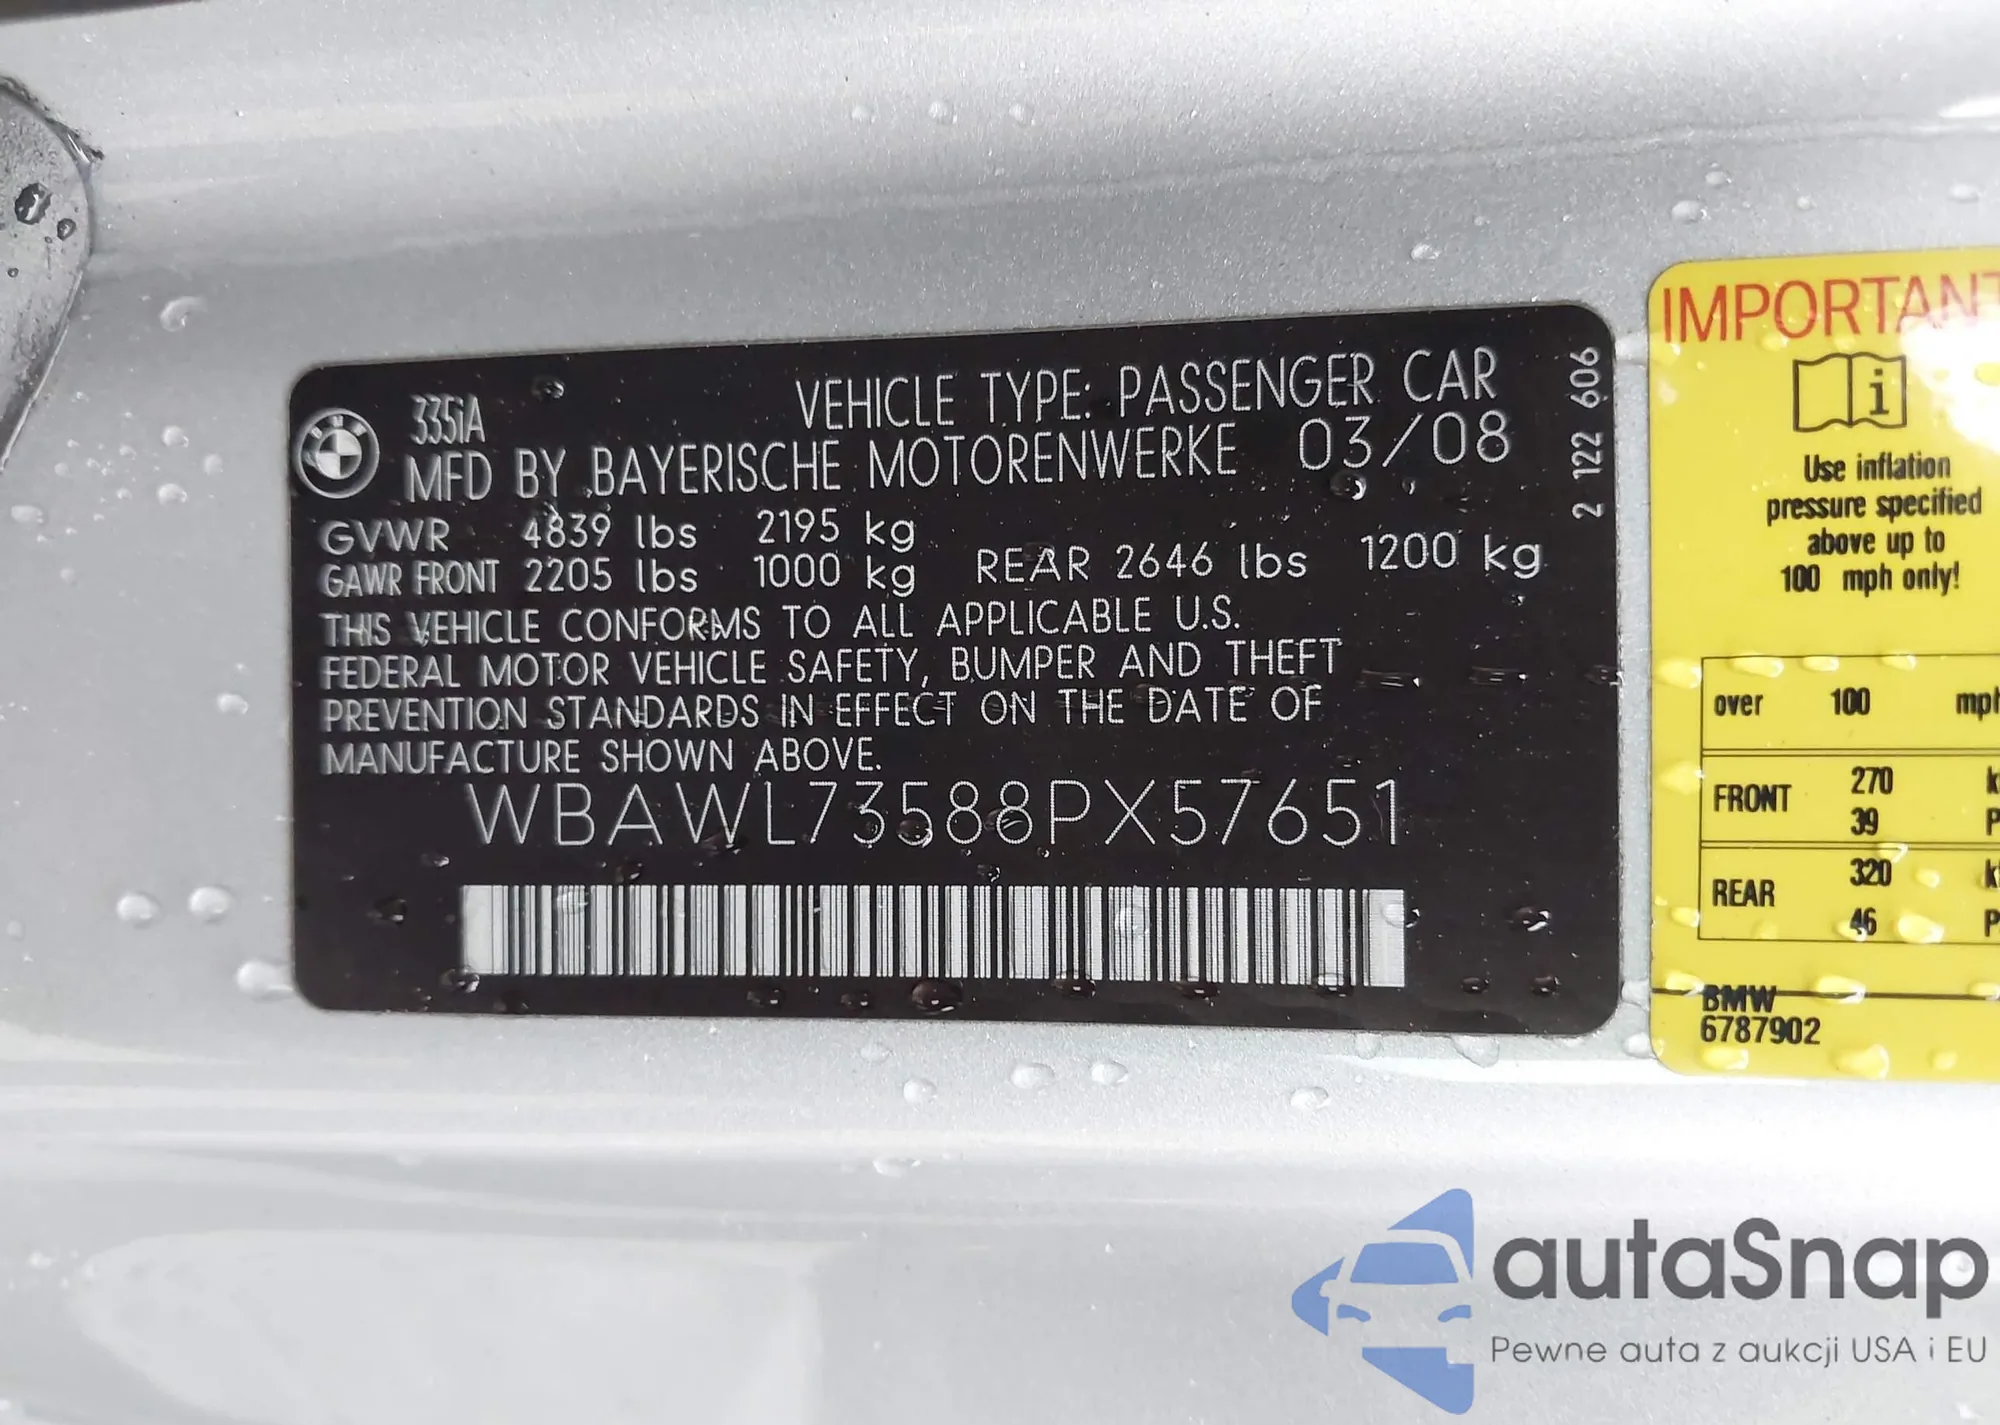 335iA
VEHICLE TYPE: PASSENGER CAR
MFD BY BAYERISCHE MOTORENWERKE 03/08
GVWR 4839 lbs 2195 kg
GAWR FRONT 2205 lbs 1000 kg REAR 2646 lbs 1200 kg
THIS VEHICLE CONFORMS TO ALL APPLICABLE U.S.
FEDERAL MOTOR VEHICLE SAFETY, BUMPER AND THEFT
PREVENTION STANDARDS IN EFFECT ON THE DATE OF
MANUFACTURE SHOWN ABOVE.
WBAWL73588PX57651
2 122 606
IMPORTANT
i
Use inflation
pressure specified
above up to
100 mph only!
over 100 mph
FRONT 270 k
39 P
REAR 320 k
46 P
BMW
6787902
autaSnap
Pewne auta z aukcji USA i EU